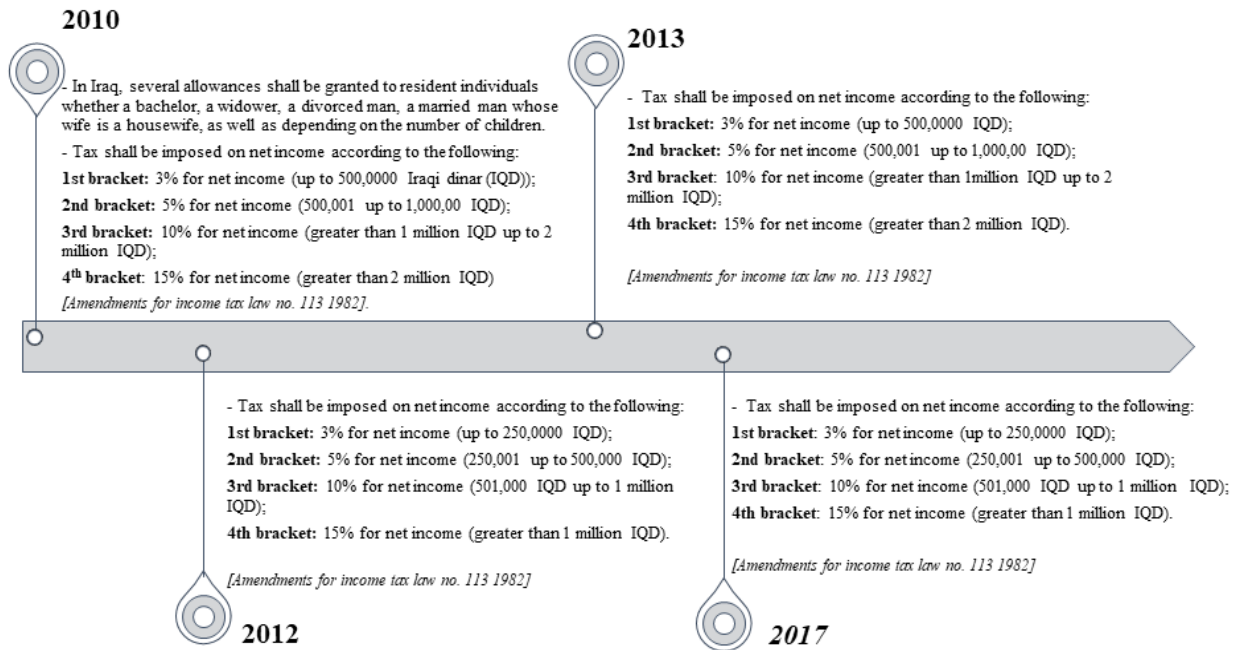 2010
- In Iraq, several allowances shall be granted to resident individuals
whether a bachelor, a widower, a divorced man, a married man whose
wife is a housewife, as well as depending on the number of children.
- Tax shall be imposed on net income according to the following:
1st bracket: 3% for net income (up to 500,0000 Iraqi dinar (IQD));
2nd bracket: 5% for net income (500,001 up to 1,000,00 IQD);
3rd bracket: 10% for net income (greater than 1 million IQD up to 2
million IQD);
4th bracket: 15% for net income (greater than 2 million IQD)
[Amendments for income tax law no. 113 1982].
2013
- Tax shall be imposed on net income according to the following:
1st bracket: 3% for net income (up to 500,0000 IQD);
2nd bracket: 5% for net income (500,001 up to 1,000,00 IQD);
3rd bracket: 10% for net income (greater than 1million IQD up to 2
million IQD);
4th bracket: 15% for net income (greater than 2 million IQD).
[Amendments for income tax law no. 113 1982]
- Tax shall be imposed on net income according to the following:
1st bracket: 3% for net income (up to 250,0000 IQD);
2nd bracket: 5% for net income (250,001 up to 500,000 IQD);
3rd bracket: 10% for net income (501,000 IQD up to 1 million
IQD);
4th bracket: 15% for net income (greater than 1 million IQD).
[Amendments for income tax law no. 113 1982]
2012
- Tax shall be imposed on net income according to the following:
1st bracket: 3% for net income (up to 250,0000 IQD);
2nd bracket: 5% for net income (250,001 up to 500,000 IQD);
3rd bracket: 10% for net income (501,000 IQD up to 1 million IQD);
4th bracket: 15% for net income (greater than 1 million IQD).
[Amendments for income tax law no. 113 1982]
2017